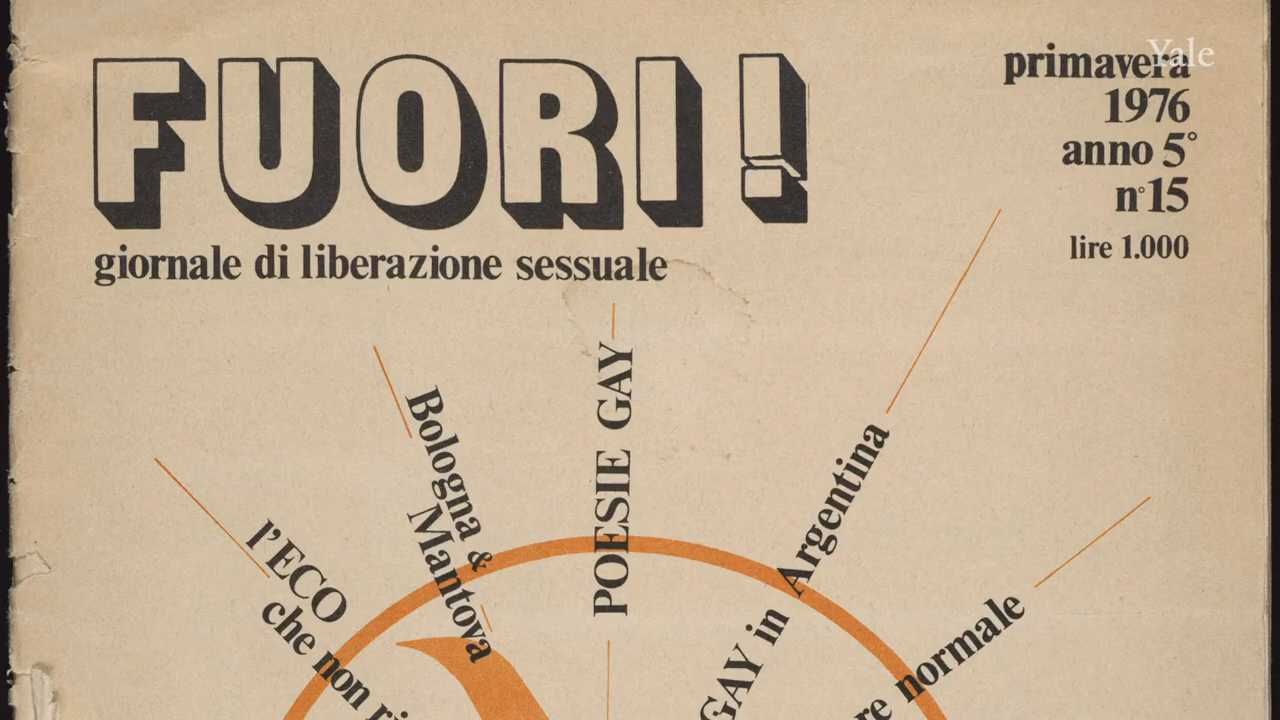 FUORI!
giornale di liberazione sessuale
Yale
primavera
1976
anno 5°
n°15
lire 1.000
l'ECO
che non
Bologna &
Mantova
POESIE GAY
GAY in Argentina
normale